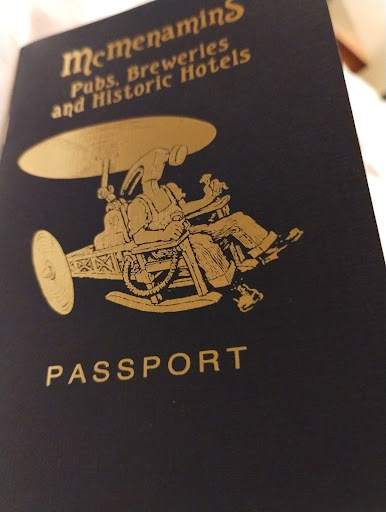 McMenaminS
Pubs, Breweries
and Historic Hotels
PASSPORT